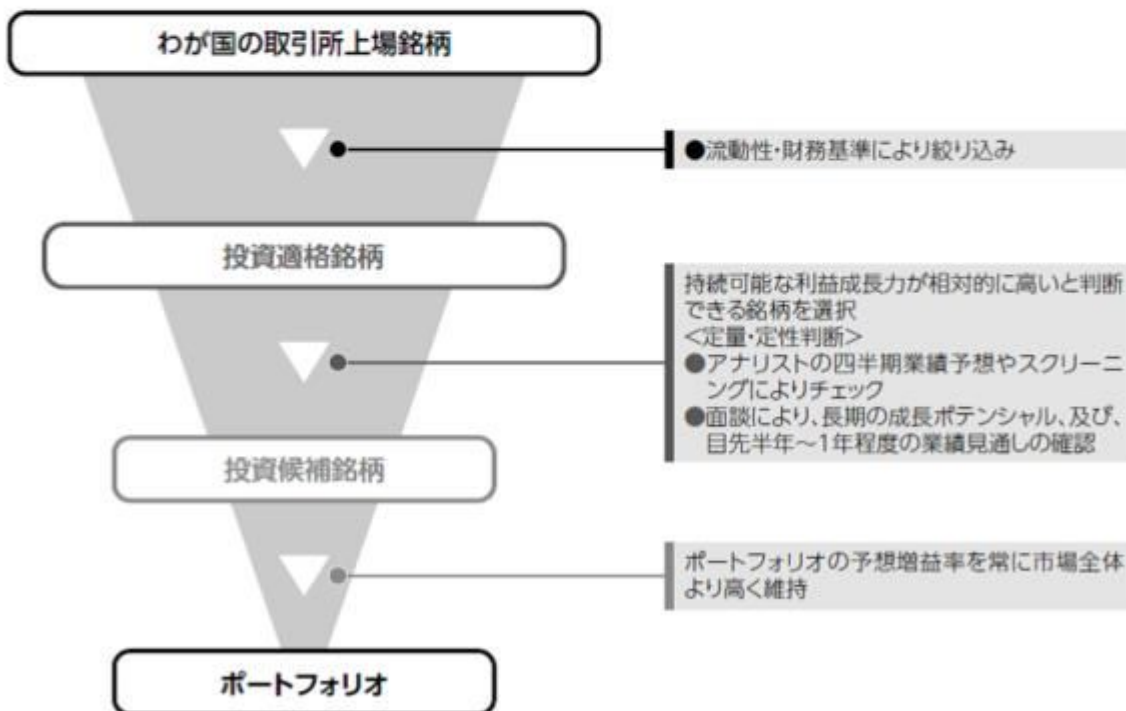 わが国の取引所上場銘柄
●流動性・財務基準により絞り込み
投資適格銘柄
持続可能な利益成長力が相対的に高いと判断
できる銘柄を選択
<定量・定性判断>
●アナリストの四半期業績予想やスクリーニ
ングによりチェック
●面談により、長期の成長ポテンシャル、及び、
目先半年～1年程度の業績見通しの確認
投資候補銘柄
ポートフォリオの予想増益率を常に市場全体
より高く維持
ポートフォリオ